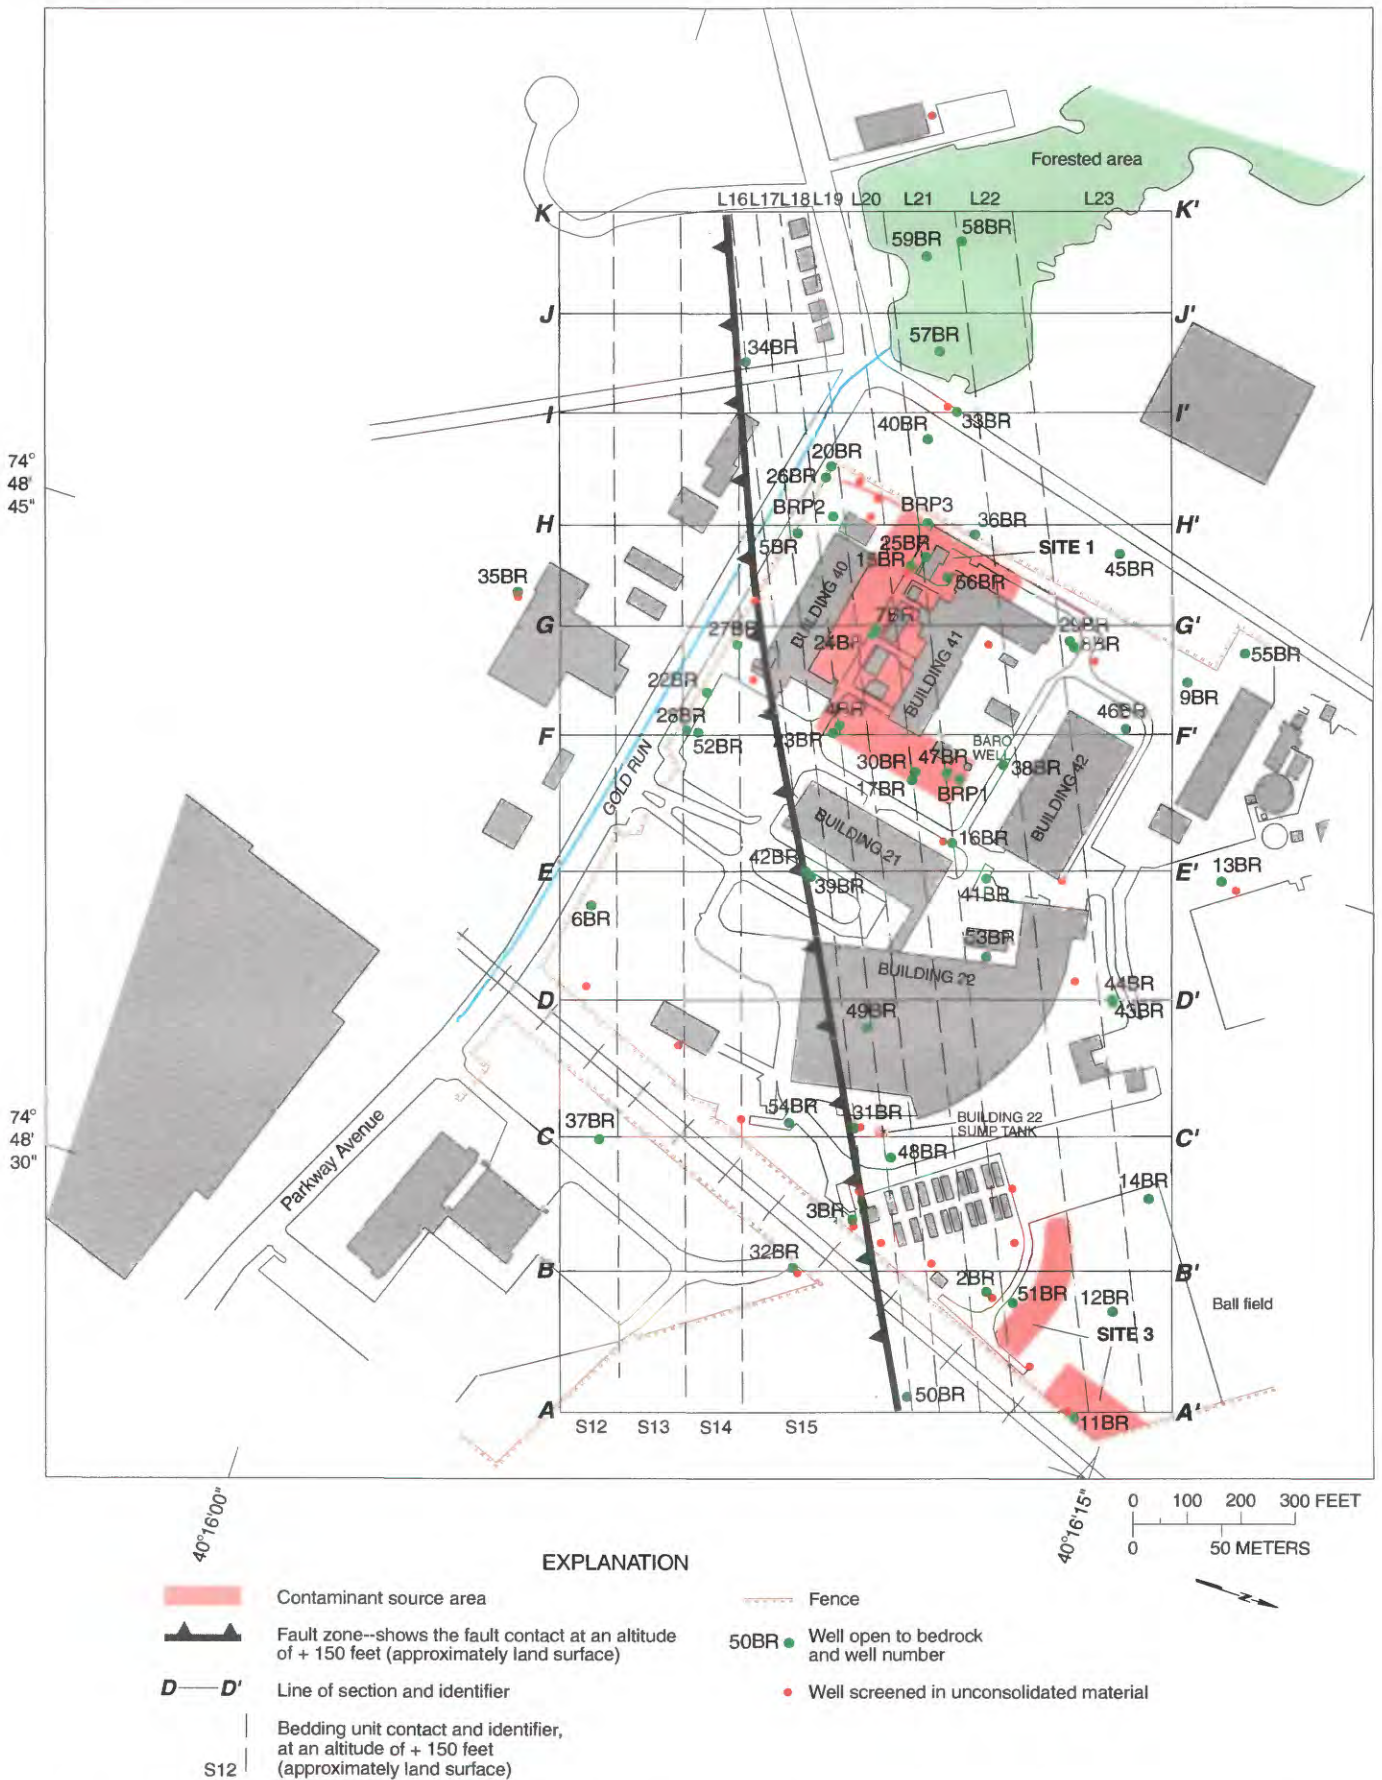 Forested area
K L16 L17 L18 L19 L20 L21 L22 L23 K'
59BR 58BR
J J'
57BR
34BR
I I'
33BR
40BR
74°
48'
45"
20BR
26BR
BRP2 BRP3
H 36BR H'
5BR 25BR SITE 1
15BR 45BR
BUILDING 40
56BR
35BR
G 7BR G'
27BR 24BR 29BR 8BR
BUILDING 41
55BR
22BR 9BR
4BR 46BR
F 52BR 23BR BARO WELL F'
GOLD RUN
30BR 47BR 38BR
17BR BRP1
BUILDING 42
BUILDING 21 16BR
42BR 13BR
E 39BR E'
41BR
6BR
53BR
BUILDING 22
44BR
D D'
43BR
49BR
74°
48'
30"
37BR 54BR 31BR BUILDING 22
SUMP TANK
C C'
48BR
Parkway Avenue
14BR
3BR
32BR
B B'
2BR 51BR 12BR Ball field
SITE 3
50BR
A 11BR A'
S12 S13 S14 S15
40°16'00" 40°16'15"
0 100 200 300 FEET
0 50 METERS
N
EXPLANATION
Contaminant source area
Fence
Fault zone--shows the fault contact at an altitude
of + 150 feet (approximately land surface)
50BR Well open to bedrock
and well number
D D' Line of section and identifier
Well screened in unconsolidated material
Bedding unit contact and identifier,
at an altitude of + 150 feet
S12 (approximately land surface)